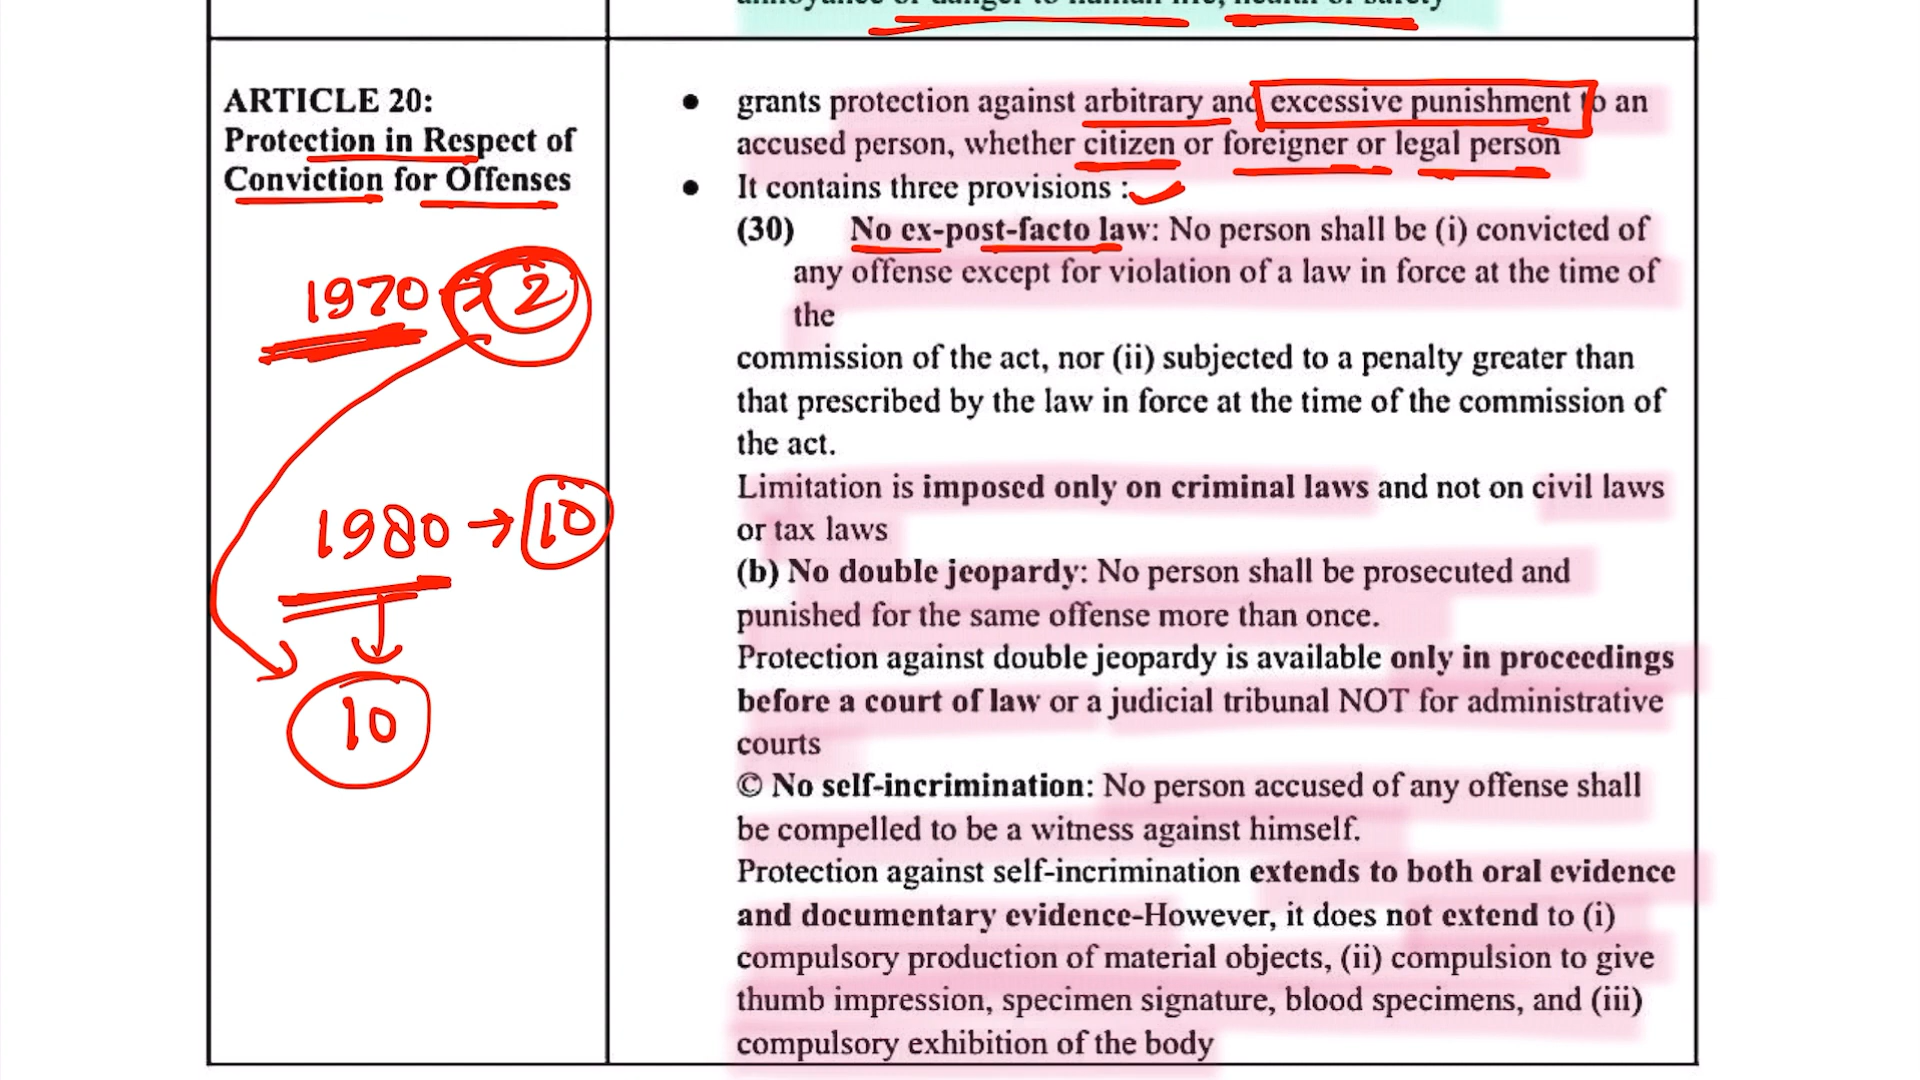 annoyance or danger to human life, health or safety
ARTICLE 20:
Protection in Respect of
Conviction for Offenses
1970 → 2
1980 → 10
10
● grants protection against arbitrary and excessive punishment to an
accused person, whether citizen or foreigner or legal person
● It contains three provisions :
(30) No ex-post-facto law: No person shall be (i) convicted of
any offense except for violation of a law in force at the time of
the
commission of the act, nor (ii) subjected to a penalty greater than
that prescribed by the law in force at the time of the commission of
the act.
Limitation is imposed only on criminal laws and not on civil laws
or tax laws
(b) No double jeopardy: No person shall be prosecuted and
punished for the same offense more than once.
Protection against double jeopardy is available only in proceedings
before a court of law or a judicial tribunal NOT for administrative
courts
© No self-incrimination: No person accused of any offense shall
be compelled to be a witness against himself.
Protection against self-incrimination extends to both oral evidence
and documentary evidence-However, it does not extend to (i)
compulsory production of material objects, (ii) compulsion to give
thumb impression, specimen signature, blood specimens, and (iii)
compulsory exhibition of the body